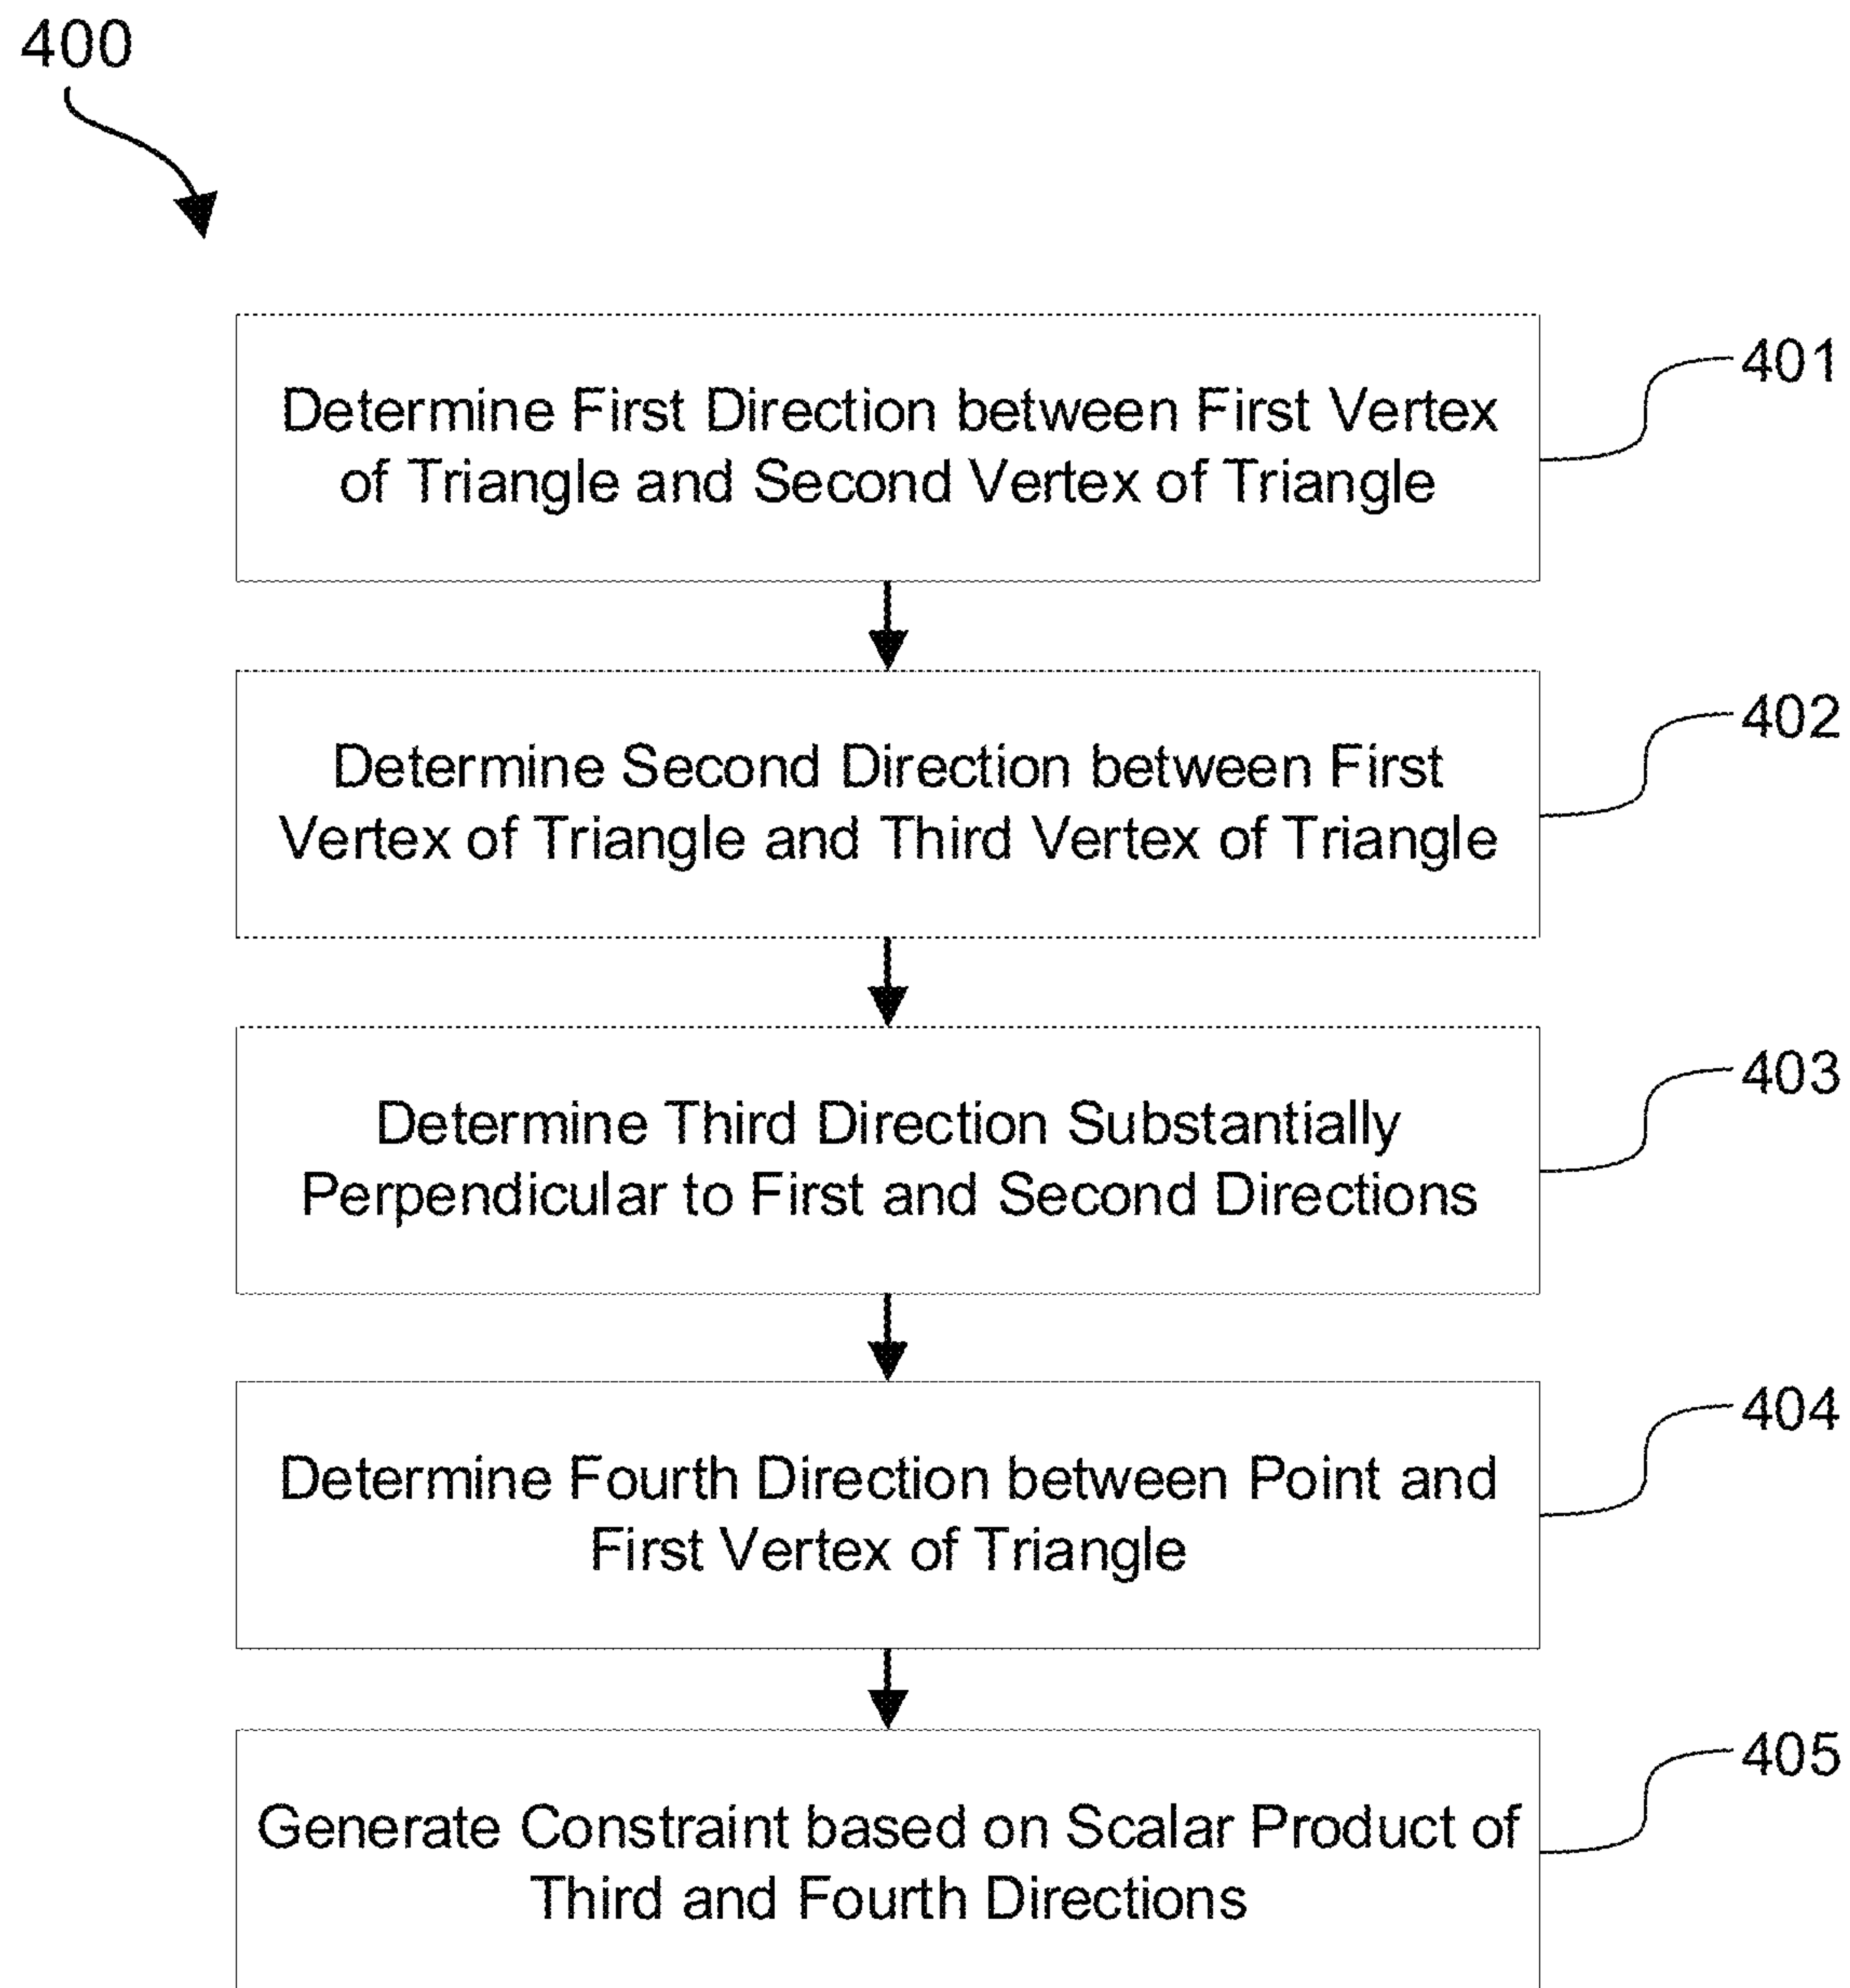 400
Determine First Direction between First Vertex
of Triangle and Second Vertex of Triangle
401
Determine Second Direction between First
Vertex of Triangle and Third Vertex of Triangle
402
Determine Third Direction Substantially
Perpendicular to First and Second Directions
403
Determine Fourth Direction between Point and
First Vertex of Triangle
404
Generate Constraint based on Scalar Product of
Third and Fourth Directions
405